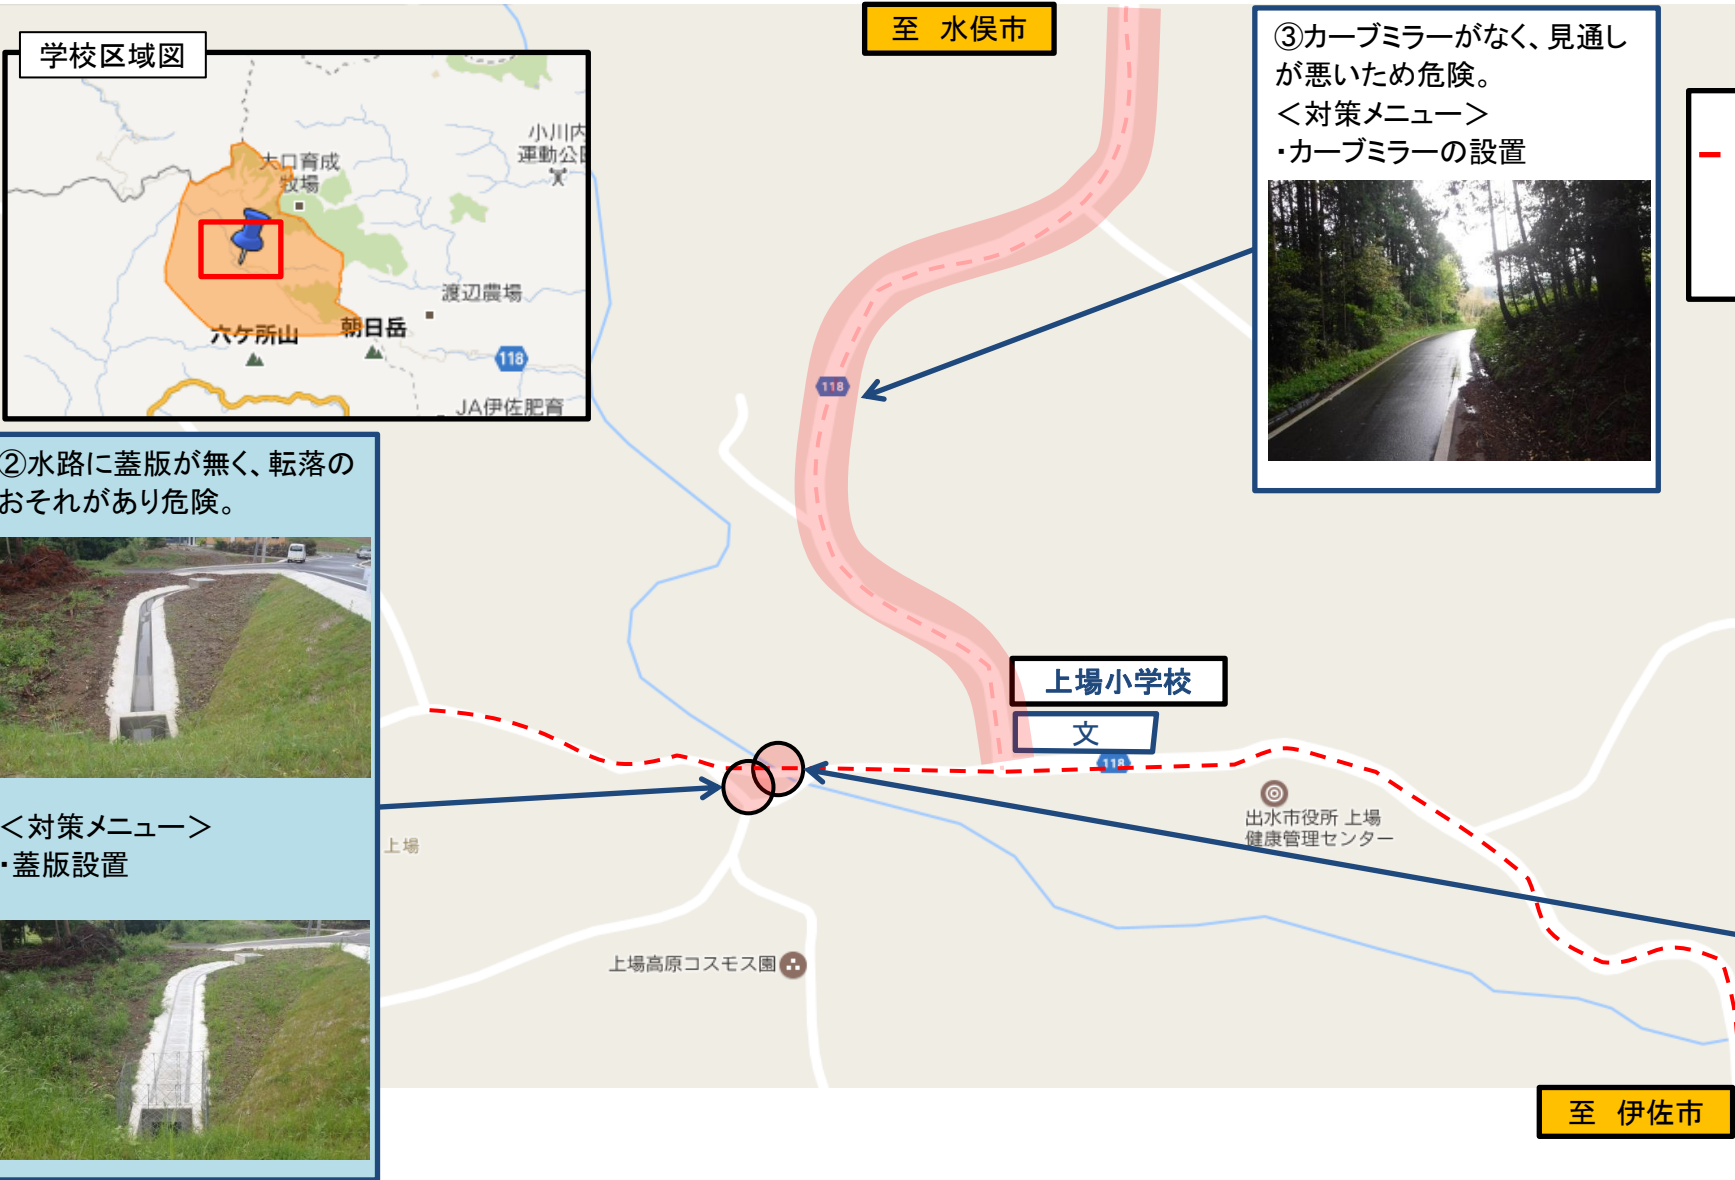 至 水俣市
学校区域図
小川内
運動公園
大口育成
牧場
渡辺農場
六ケ所山
朝日岳
118
JA伊佐肥育
③カーブミラーがなく、見通し
が悪いため危険。
<対策メニュー>
・カーブミラーの設置
118
②水路に蓋版が無く、転落の
おそれがあり危険。
<対策メニュー>
・蓋版設置
上場小学校
文
118
出水市役所 上場
健康管理センター
上場
上場高原コスモス園
至 伊佐市